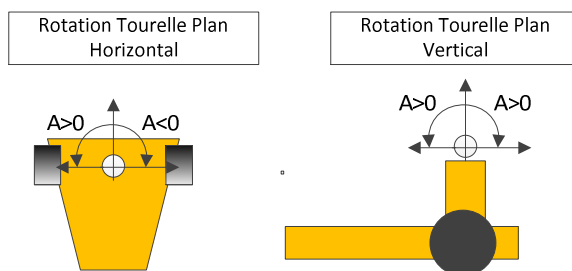 Rotation Tourelle Plan
Horizontal
Rotation Tourelle Plan
Vertical
A>0
A<0
A>0
A>0